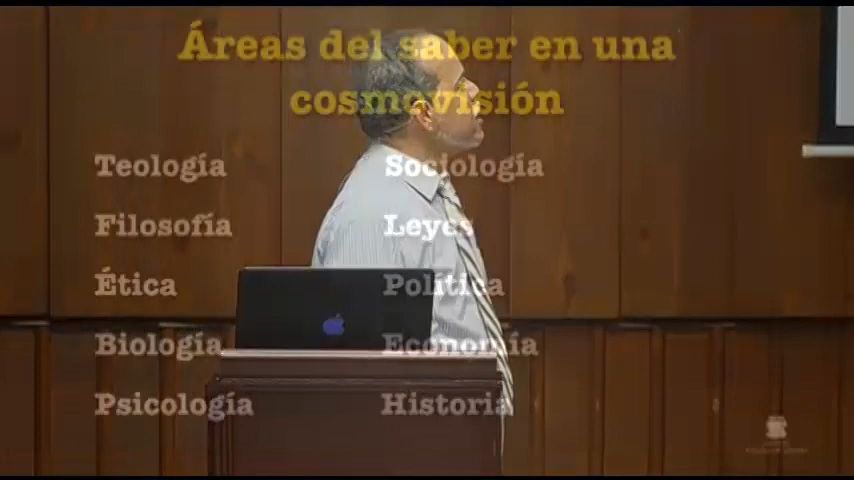 Áreas del saber en una
cosmovisión
Teología
Filosofía
Ética
Biología
Psicología
Sociología
Leyes
Política
Economía
Historia